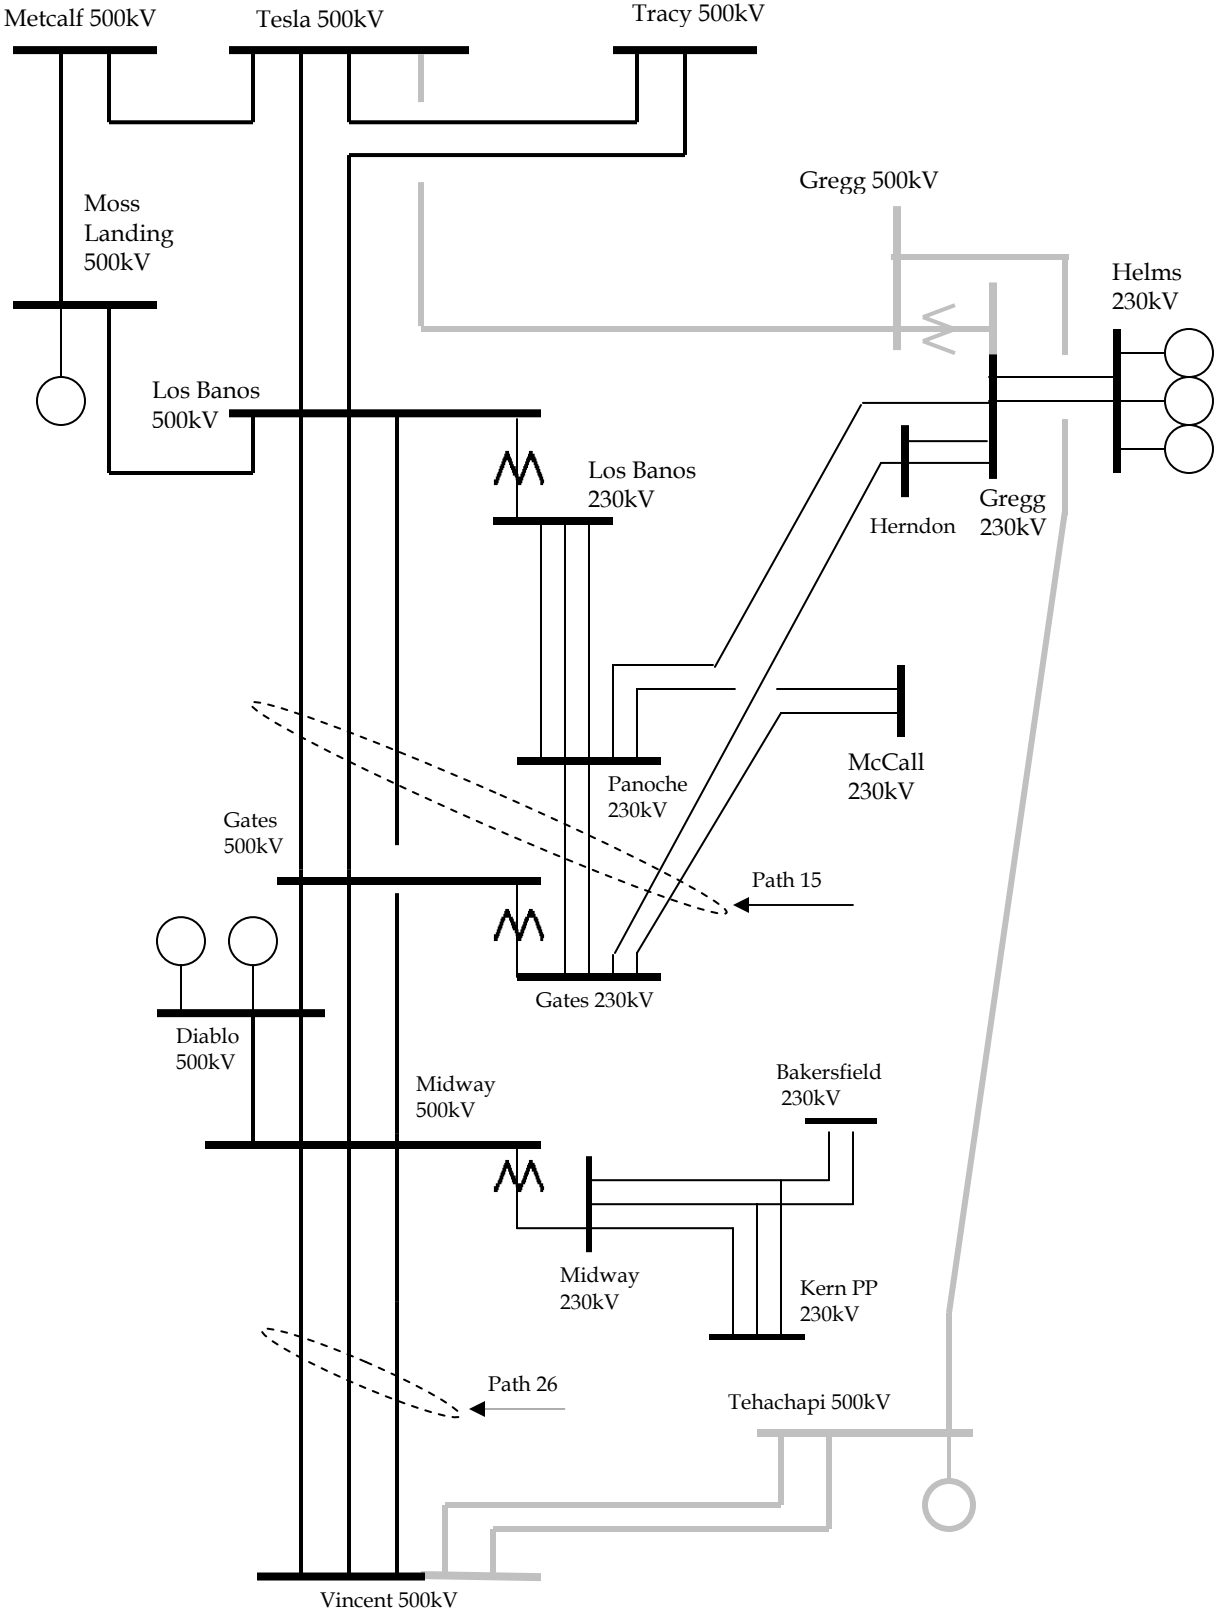 Metcalf 500kV
Tesla 500kV
Tracy 500kV
Gregg 500kV
Moss
Landing
500kV
Helms
230kV
Los Banos
500kV
Los Banos
230kV
Gregg
230kV
Herndon
McCall
230kV
Panoche
230kV
Gates
500kV
Path 15
Gates 230kV
Diablo
500kV
Midway
500kV
Bakersfield
230kV
Midway
230kV
Kern PP
230kV
Path 26
Tehachapi 500kV
Vincent 500kV